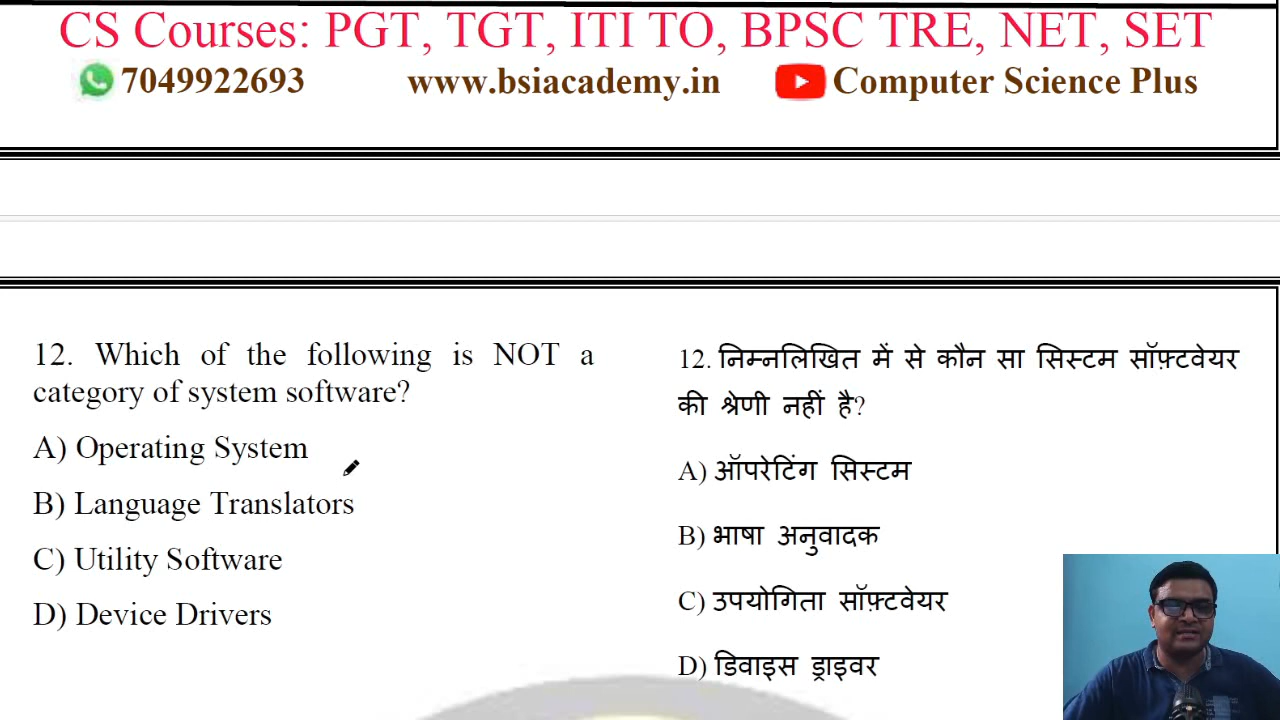 CS Courses: PGT, TGT, ITI TO, BPSC TRE, NET, SET
7049922693 www.bsiacademy.in Computer Science Plus
12. Which of the following is NOT a
category of system software?
A) Operating System
B) Language Translators
C) Utility Software
D) Device Drivers
12. निम्नलिखित में से कौन सा सिस्टम सॉफ़्टवेयर
की श्रेणी नहीं है?
A) ऑपरेटिंग सिस्टम
B) भाषा अनुवादक
C) उपयोगिता सॉफ़्टवेयर
D) डिवाइस ड्राइवर